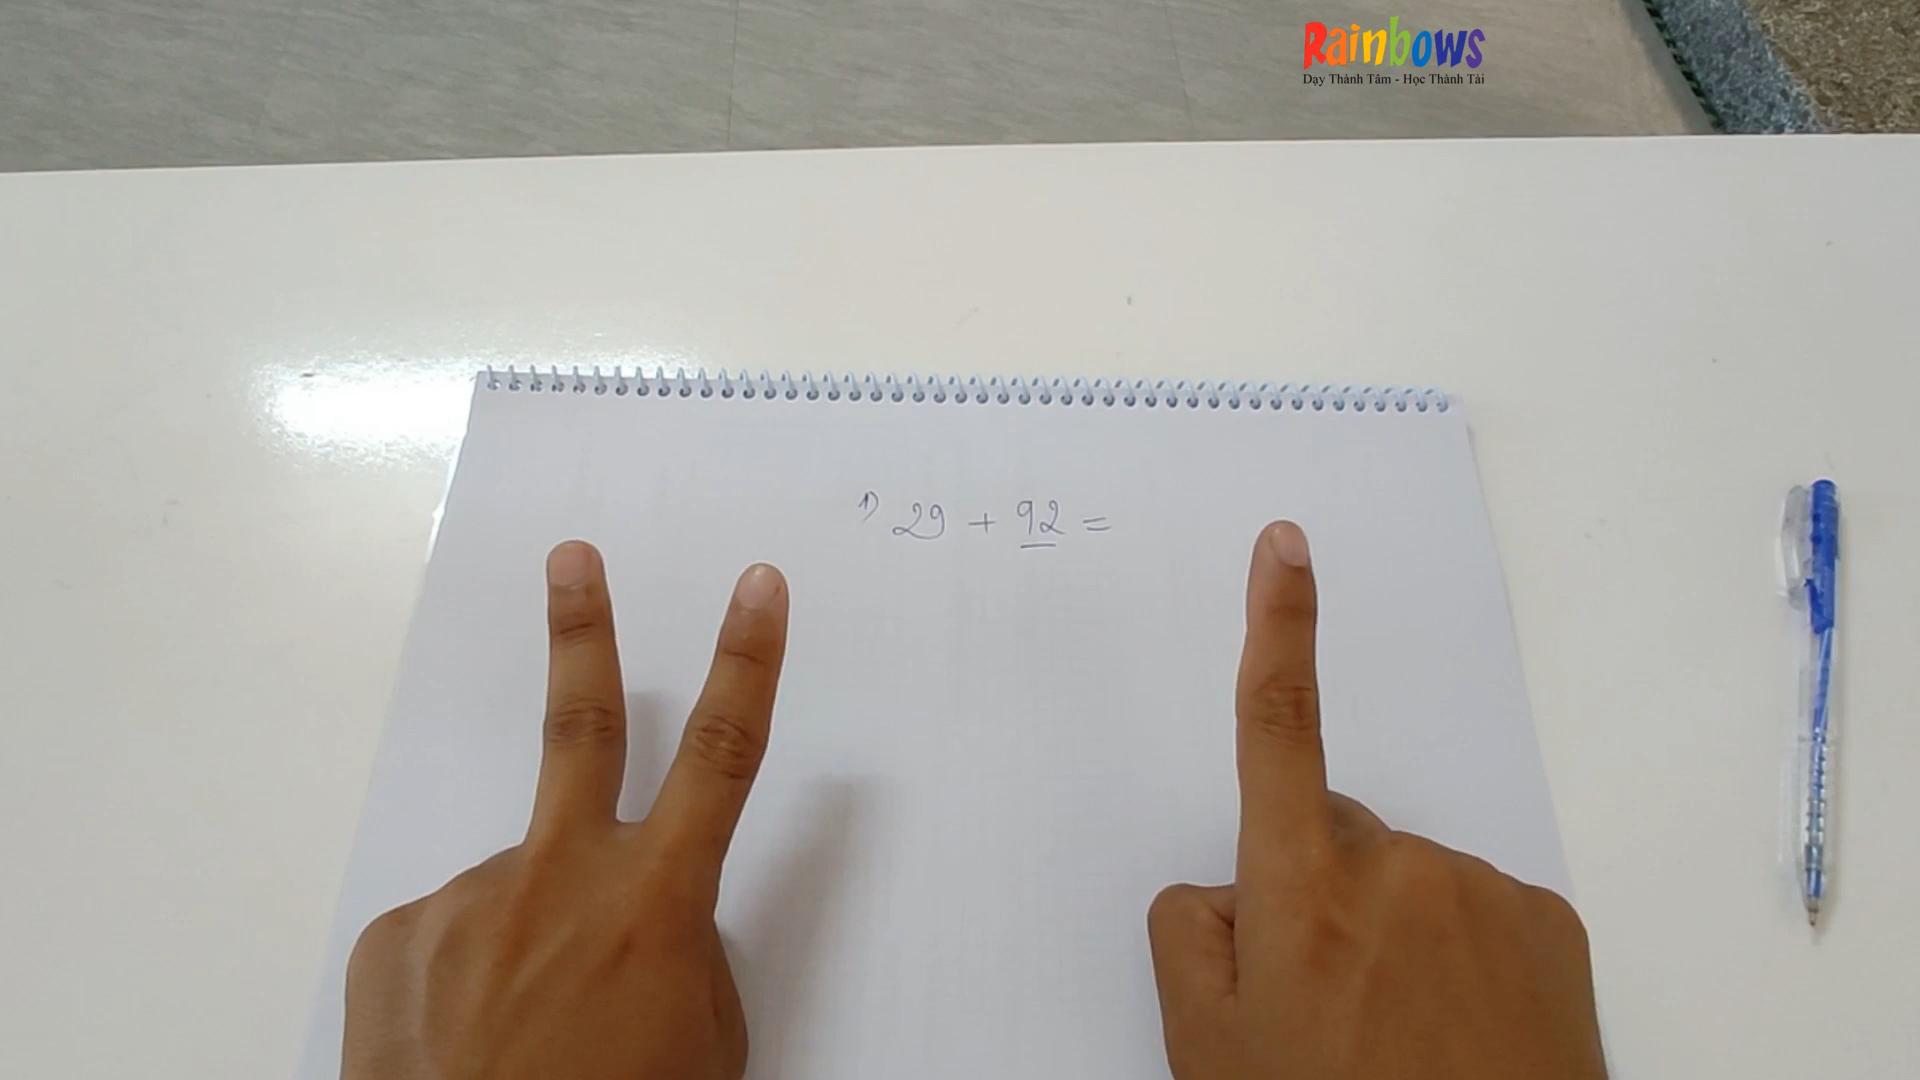 Rainbows
Dạy Thành Tâm - Học Thành Tài
1) 29 + 92 =